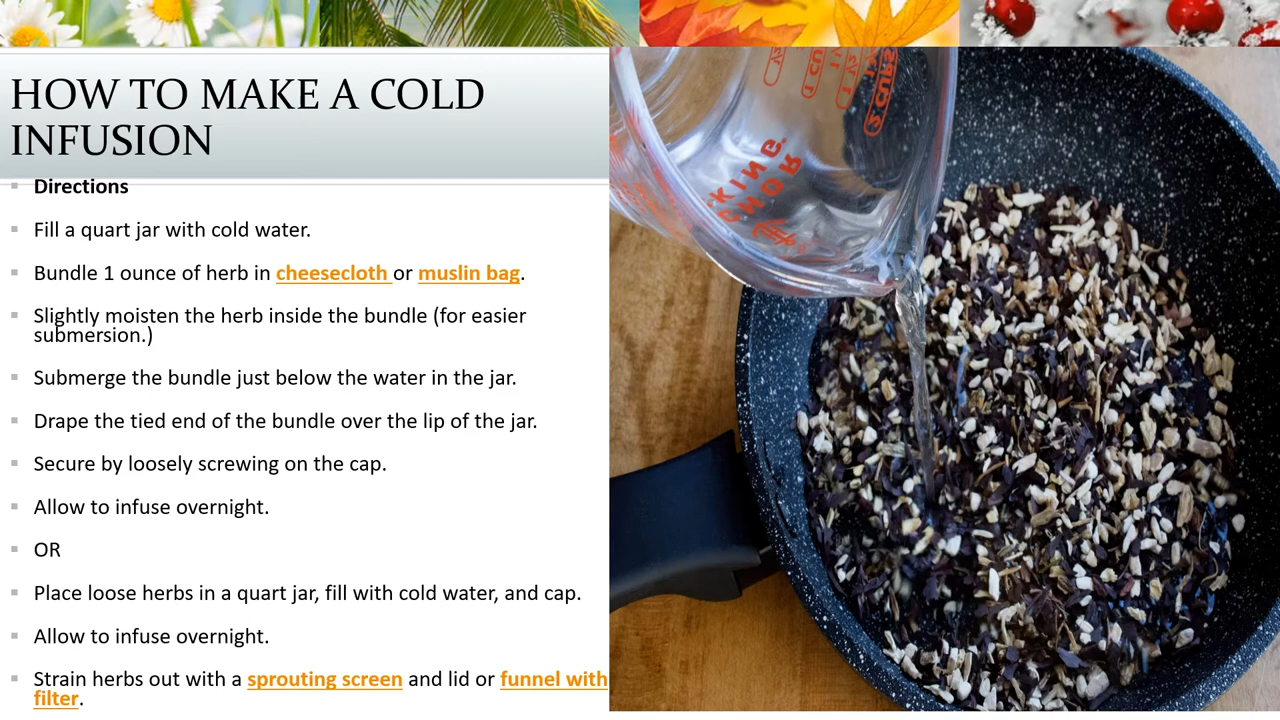 HOW TO MAKE A COLD
INFUSION
Directions
Fill a quart jar with cold water.
Bundle 1 ounce of herb in cheesecloth or muslin bag.
Slightly moisten the herb inside the bundle (for easier
submersion.)
Submerge the bundle just below the water in the jar.
Drape the tied end of the bundle over the lip of the jar.
Secure by loosely screwing on the cap.
Allow to infuse overnight.
OR
Place loose herbs in a quart jar, fill with cold water, and cap.
Allow to infuse overnight.
Strain herbs out with a sprouting screen and lid or funnel with
filter.
2 CUPS
1 CUP